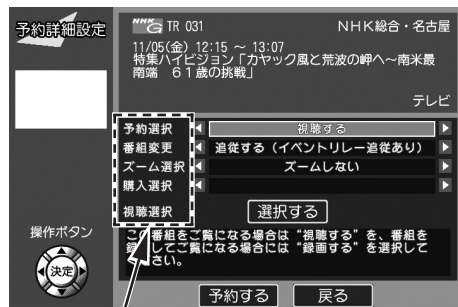 予約詳細設定
NHK G TR 031 NHK総合・名古屋
11/05(金) 12:15 ～ 13:07
特集ハイビジョン「カヤック風と荒波の岬へ～南米最
南端 61歳の挑戦」
テレビ
予約選択 視聴する
番組変更 追従する（イベントリレー追従あり）
ズーム選択 ズームしない
購入選択
視聴選択 選択する
この番組をご覧になる場合は“視聴する”を、番組を
録してご覧になる場合には“録画する”を選択して
さい。
操作ボタン
決定
予約する 戻る